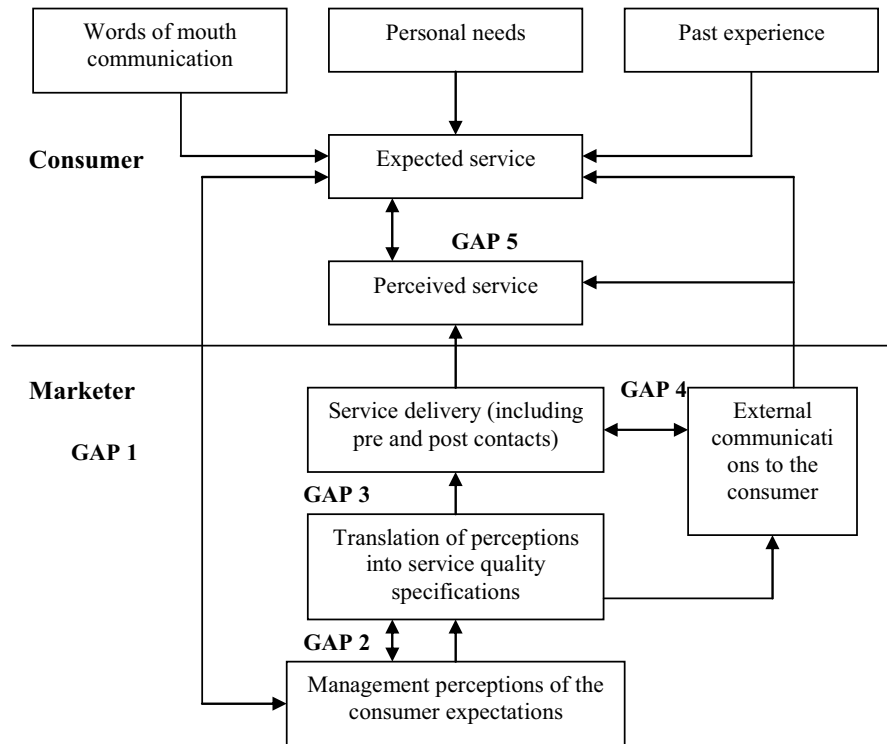 Words of mouth
communication
Personal needs
Past experience
Consumer
Expected service
GAP 5
Perceived service
Marketer
GAP 1
Service delivery (including
pre and post contacts)
GAP 4
External
communicati
ons to the
consumer
GAP 3
Translation of perceptions
into service quality
specifications
GAP 2
Management perceptions of the
consumer expectations